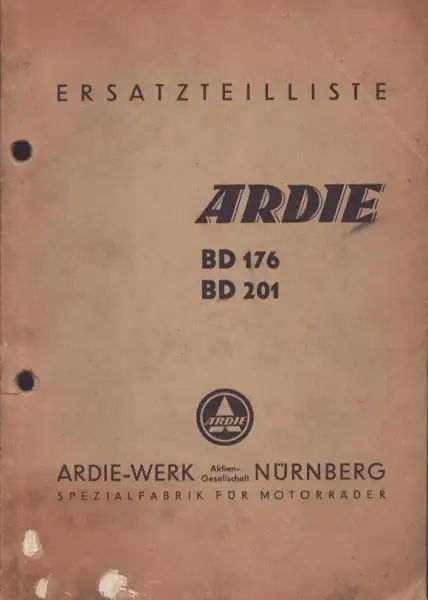 ERSATZTEILLISTE
ARDIE
BD 176
BD 201
ARDIE
ARDIE-WERK Aktien-Gesellschaft NÜRNBERG
SPEZIALFABRIK FÜR MOTORRÄDER